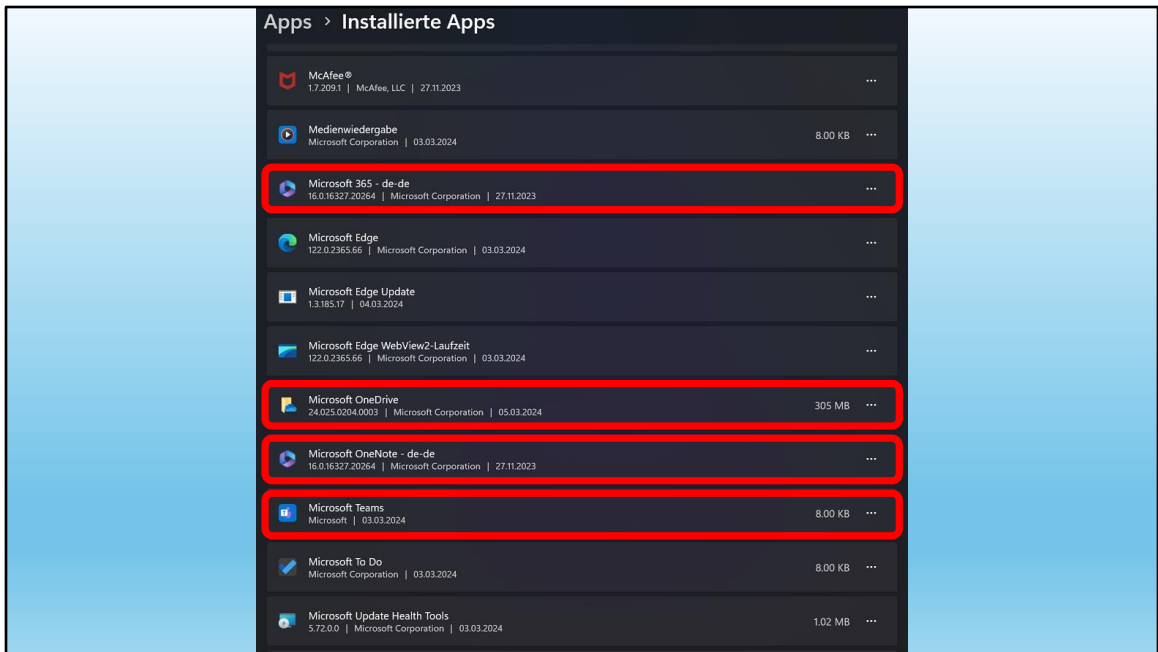 Apps > Installierte Apps
McAfee®
1.7.209.1 | McAfee, LLC | 27.11.2023
Medienwiedergabe
Microsoft Corporation | 03.03.2024
8.00 KB
Microsoft 365 - de-de
16.0.16327.20264 | Microsoft Corporation | 27.11.2023
Microsoft Edge
122.0.2365.66 | Microsoft Corporation | 03.03.2024
Microsoft Edge Update
1.3.185.17 | 04.03.2024
Microsoft Edge WebView2-Laufzeit
122.0.2365.66 | Microsoft Corporation | 03.03.2024
Microsoft OneDrive
24.025.0204.0003 | Microsoft Corporation | 05.03.2024
305 MB
Microsoft OneNote - de-de
16.0.16327.20264 | Microsoft Corporation | 27.11.2023
Microsoft Teams
Microsoft | 03.03.2024
8.00 KB
Microsoft To Do
Microsoft Corporation | 03.03.2024
8.00 KB
Microsoft Update Health Tools
5.72.0.0 | Microsoft Corporation | 03.03.2024
1.02 MB